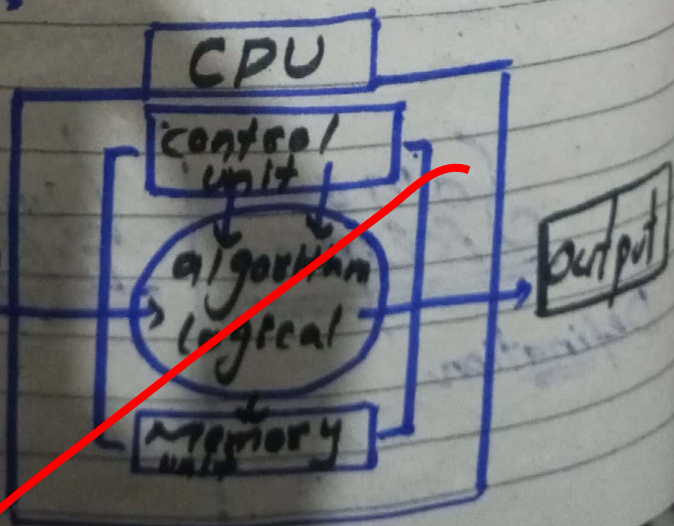 CPU
control
unit
algorithm
logical
Memory
unit
output